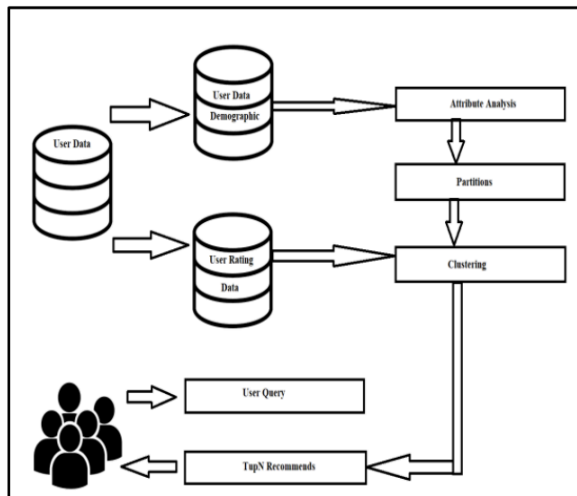 User Data
User Data
Demographic
Attribute Analysis
Partitions
User Rating
Data
Clustering
User Query
TupN Recommends